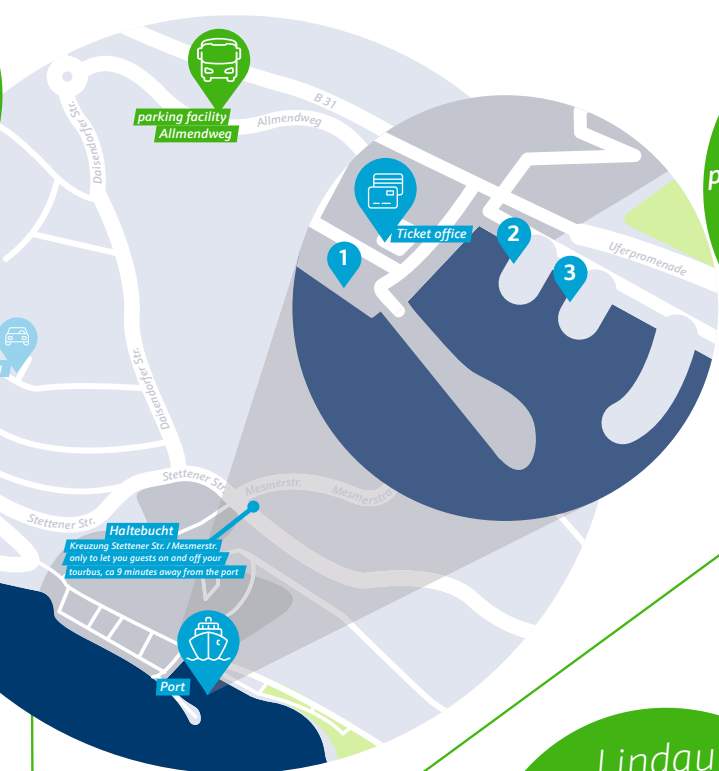 B 31
parking facility
Allmendweg
Allmendweg
Daisendorfer Str.
p
Ticket office
1
2
3
Uferpromenade
Daisendorfer Str.
Stettener Str.
Mesmerstr.
Stettener Str.
Haltebucht
Kreuzung Stettener Str. / Mesmerstr.
only to let you guests on and off your
tourbus, ca 9 minutes away from the port
Port
Lindau